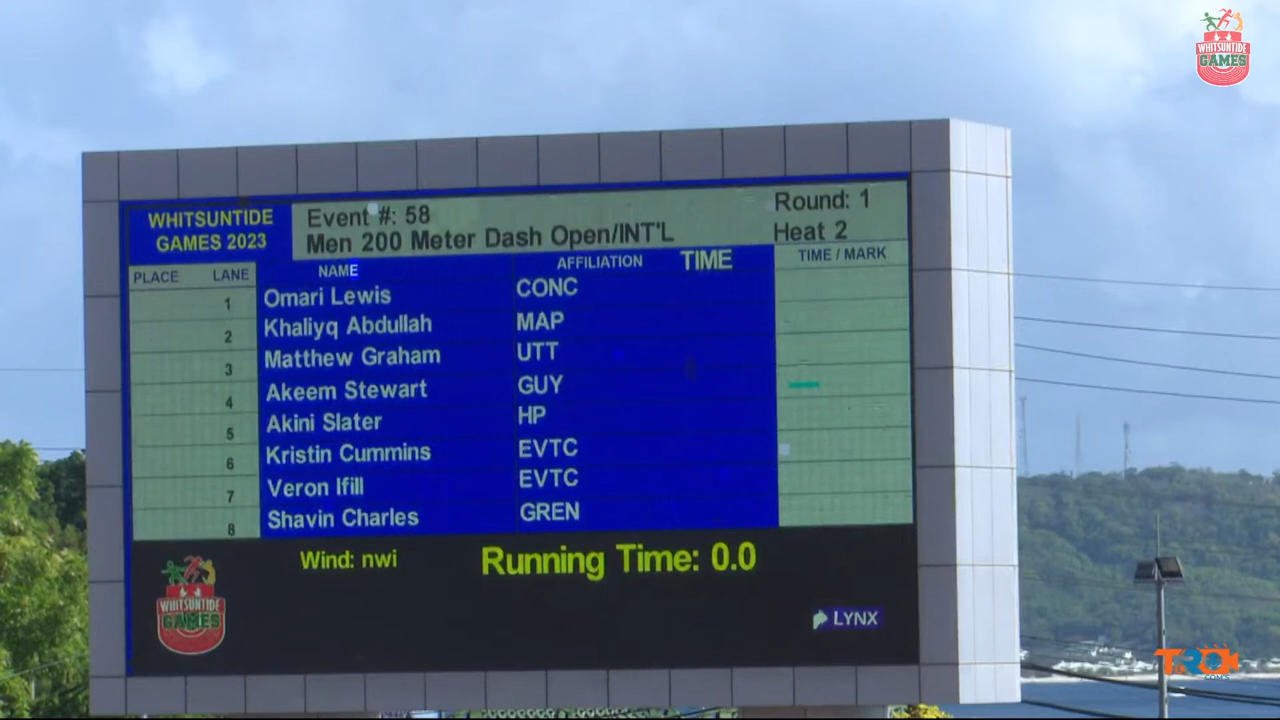 WHITSUNTIDE
GAMES
WHITSUNTIDE
GAMES 2023
Event #: 58
Men 200 Meter Dash Open/INT'L
Round: 1
Heat 2
PLACE LANE NAME AFFILIATION TIME TIME / MARK
1 Omari Lewis CONC
2 Khaliyq Abdullah MAP
3 Matthew Graham UTT
4 Akeem Stewart GUY
5 Akini Slater HP
6 Kristin Cummins EVTC
7 Veron Ifill EVTC
8 Shavin Charles GREN
Wind: nwi Running Time: 0.0
WHITSUNTIDE
GAMES
LYNX
TRO